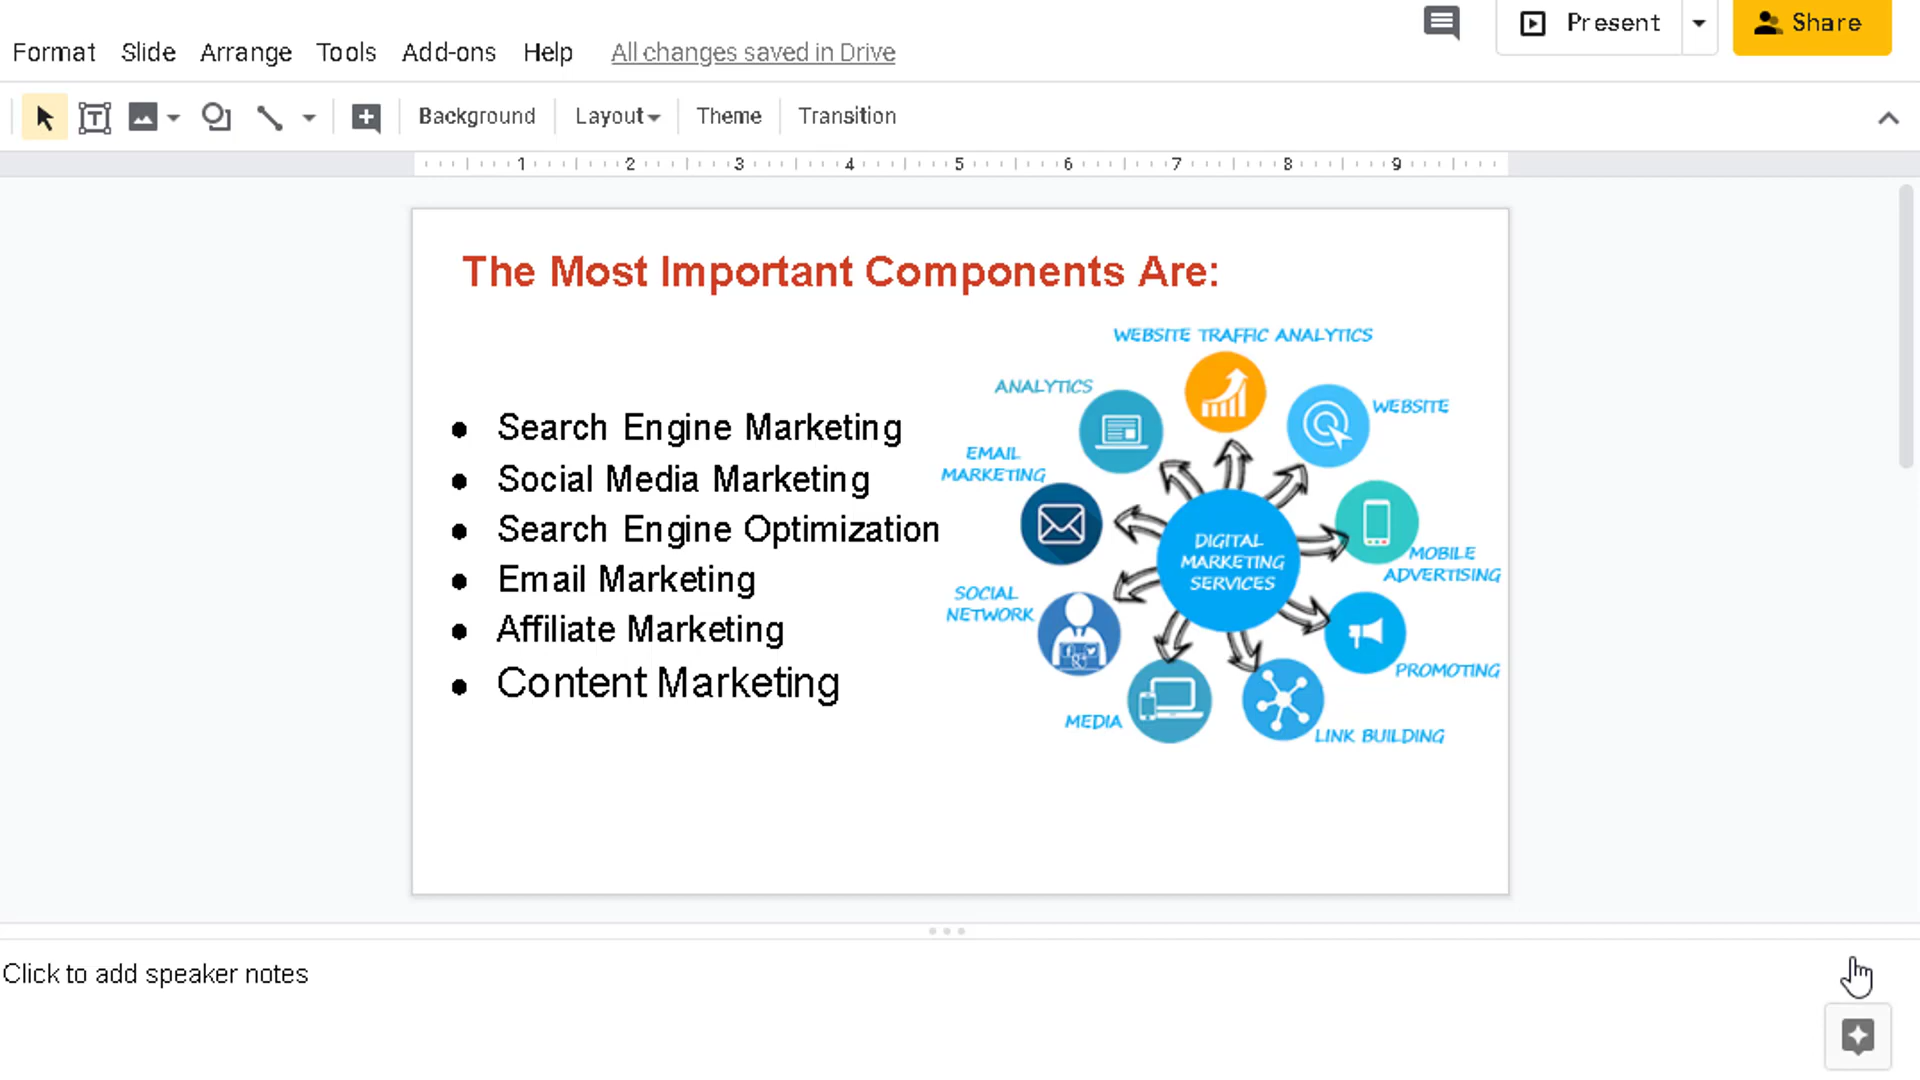 Present
Share
Format Slide Arrange Tools Add-ons Help All changes saved in Drive
Background Layout Theme Transition
1 2 3 4 5 6 7 8 9
The Most Important Components Are:
● Search Engine Marketing
● Social Media Marketing
● Search Engine Optimization
● Email Marketing
● Affiliate Marketing
● Content Marketing
WEBSITE TRAFFIC ANALYTICS
ANALYTICS
WEBSITE
EMAIL
MARKETING
DIGITAL
MARKETING
SERVICES
MOBILE
ADVERTISING
SOCIAL
NETWORK
PROMOTING
MEDIA
LINK BUILDING
Click to add speaker notes